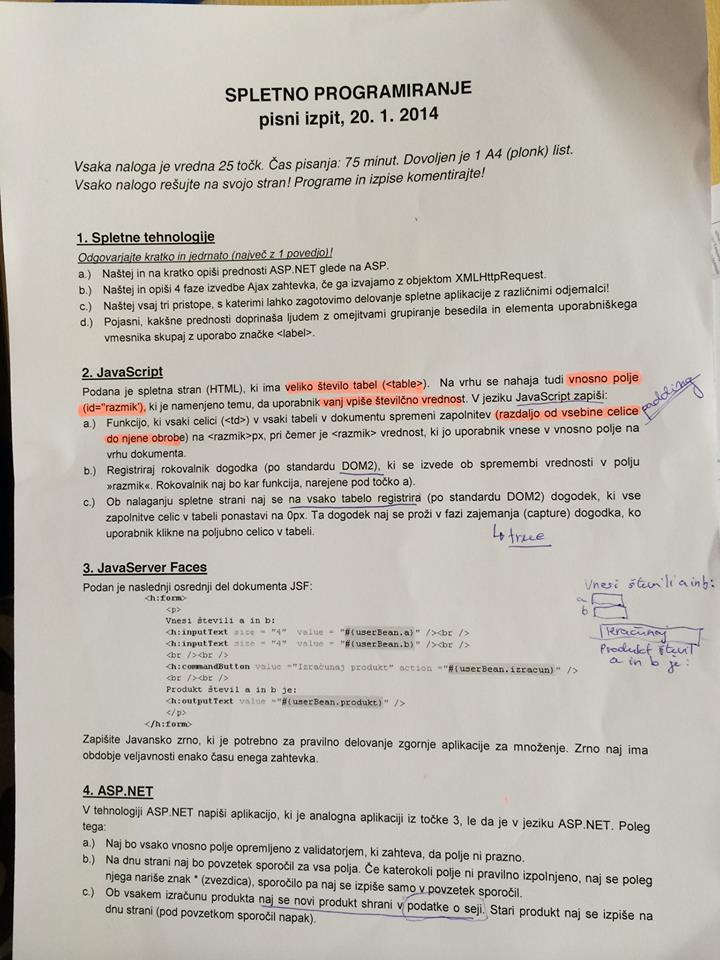 SPLETNO PROGRAMIRANJE
pisni izpit, 20. 1. 2014
Vsaka naloga je vredna 25 točk. Čas pisanja: 75 minut. Dovoljen je 1 A4 (plonk) list.
Vsako nalogo rešujte na svojo stran! Programe in izpise komentirajte!
1. Spletne tehnologije
Odgovarjajte kratko in jedrnato (največ z 1 povedjo)!
a.) Naštej in na kratko opiši prednosti ASP.NET glede na ASP.
b.) Naštej in opiši 4 faze izvedbe Ajax zahtevka, če ga izvajamo z objektom XMLHttpRequest.
c.) Naštej vsaj tri pristope, s katerimi lahko zagotovimo delovanje spletne aplikacije z različnimi odjemalci!
d.) Pojasni, kakšne prednosti doprinaša ljudem z omejitvami grupiranje besedila in elementa uporabniškega
vmesnika skupaj z uporabo značke <label>.
2. JavaScript
Podana je spletna stran (HTML), ki ima veliko število tabel (<table>). Na vrhu se nahaja tudi vnosno polje
(id="razmik'), ki je namenjeno temu, da uporabnik vanj vpiše številčno vrednost. V jeziku JavaScript zapiši:
padding
a.) Funkcijo, ki vsaki celici (<td>) v vsaki tabeli v dokumentu spremeni zapolnitev (razdaljo od vsebine celice
do njene obrobe) na <razmik>px, pri čemer je <razmik> vrednost, ki jo uporabnik vnese v vnosno polje na
vrhu dokumenta.
b.) Registriraj rokovalnik dogodka (po standardu DOM2), ki se izvede ob spremembi vrednosti v polju
»razmik«. Rokovalnik naj bo kar funkcija, narejene pod točko a).
c.) Ob nalaganju spletne strani naj se na vsako tabelo registrira (po standardu DOM2) dogodek, ki vse
zapolnitve celic v tabeli ponastavi na 0px. Ta dogodek naj se proži v fazi zajemanja (capture) dogodka, ko
uporabnik klikne na poljubno celico v tabeli.
↳ true
3. JavaServer Faces
Podan je naslednji osrednji del dokumenta JSF:
<h:form>
<p>
Vnesi števili a in b:
<h:inputText size = "4" value = "#{userBean.a}" /><br />
<h:inputText size = "4" value = "#{userBean.b}" /><br />
<br /><br />
<h:commandButton value ="Izračunaj produkt" action ="#{userBean.izracun}" />
<br /><br />
Produkt števil a in b je:
<h:outputText value ="#{userBean.produkt}" />
</p>
</h:form>
Vnesi števili a in b:
a
b
Izračunaj
Produkt števil
a in b je:
Zapišite Javansko zrno, ki je potrebno za pravilno delovanje zgornje aplikacije za množenje. Zrno naj ima
obdobje veljavnosti enako času enega zahtevka.
4. ASP.NET
V tehnologiji ASP.NET napiši aplikacijo, ki je analogna aplikaciji iz točke 3, le da je v jeziku ASP.NET. Poleg
tega:
a.) Naj bo vsako vnosno polje opremljeno z validatorjem, ki zahteva, da polje ni prazno.
b.) Na dnu strani naj bo povzetek sporočil za vsa polja. Če katerokoli polje ni pravilno izpolnjeno, naj se poleg
njega nariše znak * (zvezdica), sporočilo pa naj se izpiše samo v povzetek sporočil.
c.) Ob vsakem izračunu produkta naj se novi produkt shrani v podatke o seji. Stari produkt naj se izpiše na
dnu strani (pod povzetkom sporočil napak).